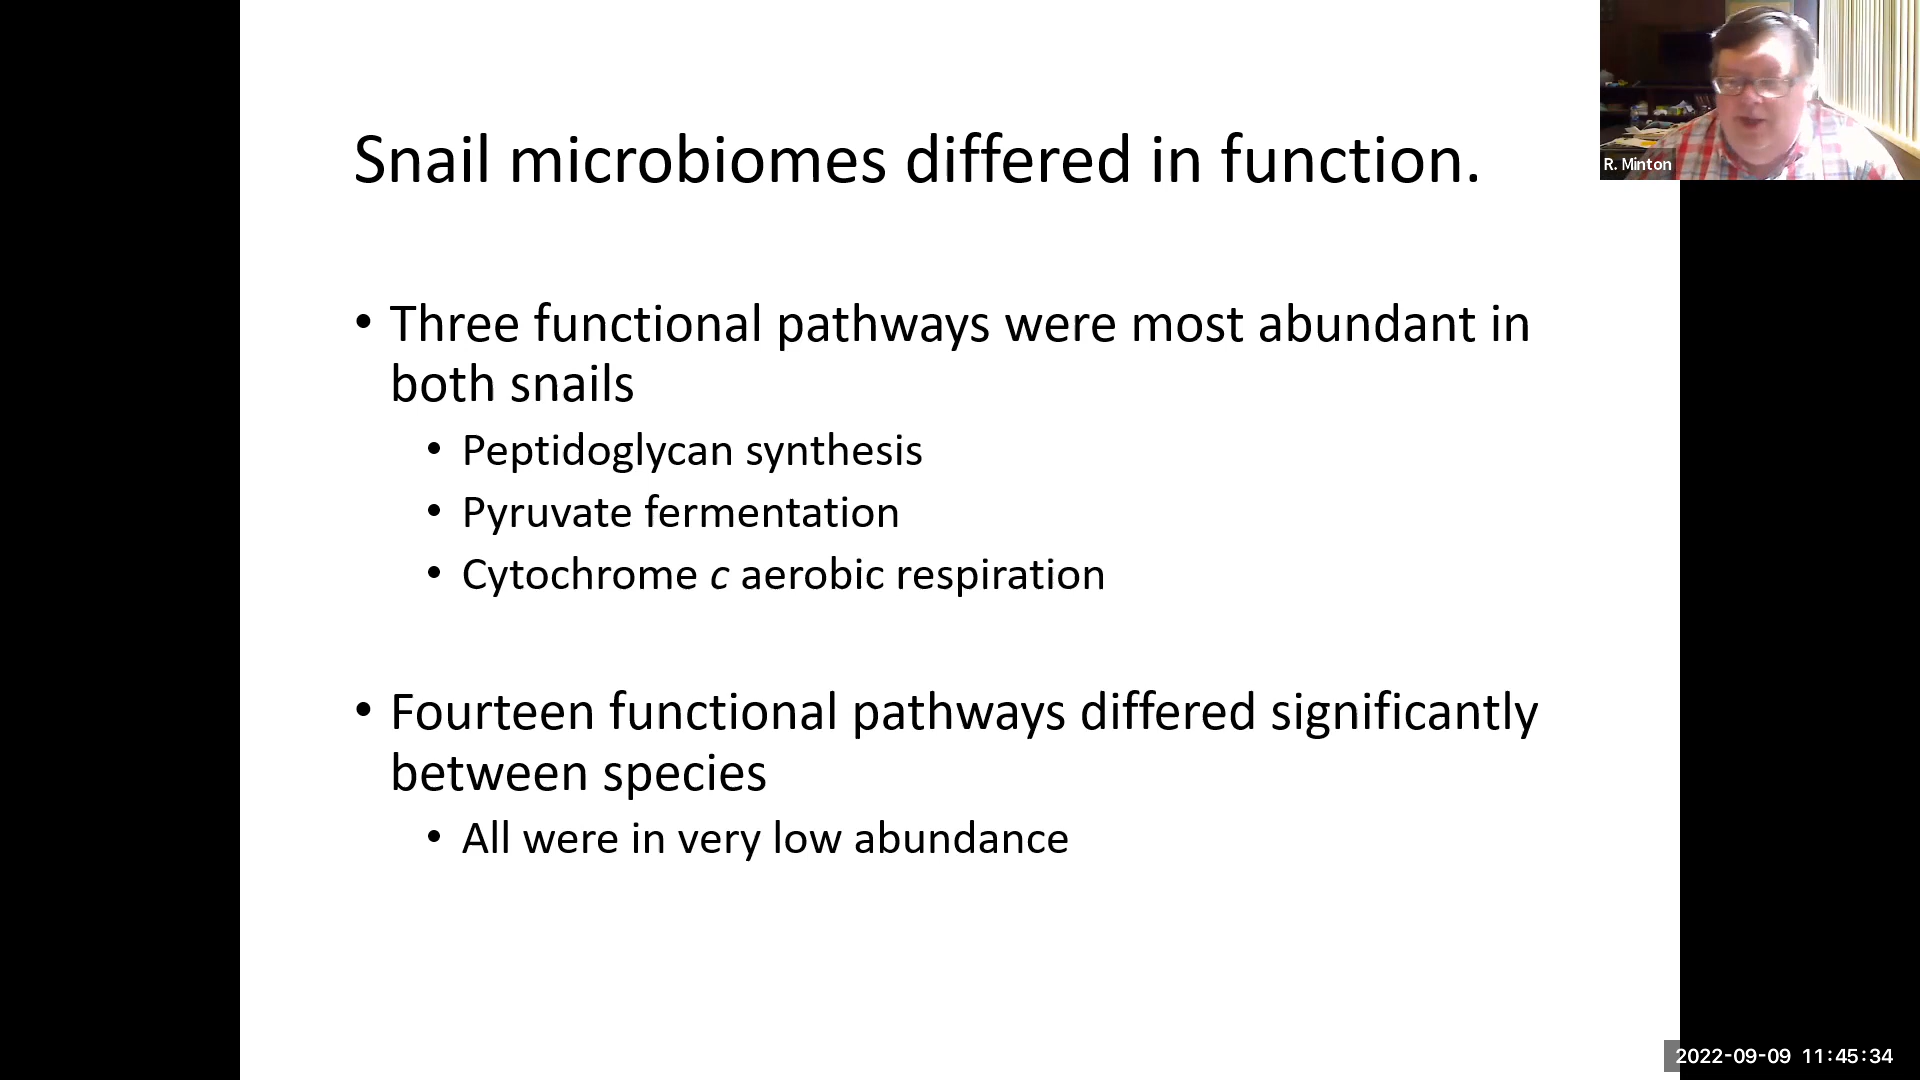 Snail microbiomes differed in function.
• Three functional pathways were most abundant in
both snails
• Peptidoglycan synthesis
• Pyruvate fermentation
• Cytochrome c aerobic respiration
• Fourteen functional pathways differed significantly
between species
• All were in very low abundance
R. Minton
2022-09-09 11:45:34